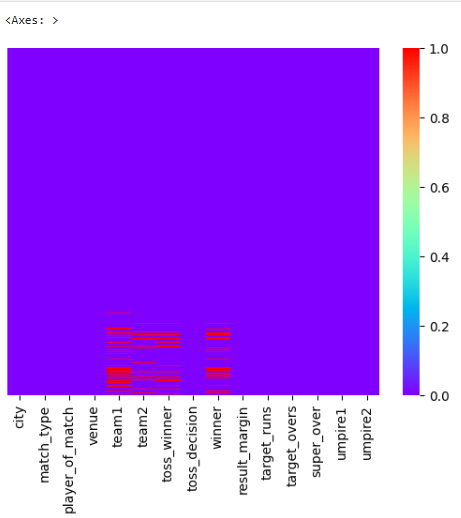 <Axes: >
1.0
0.8
0.6
0.4
0.2
0.0
city
match_type
player_of_match
venue
team1
team2
toss_winner
toss_decision
winner
result_margin
target_runs
target_overs
super_over
umpire1
umpire2